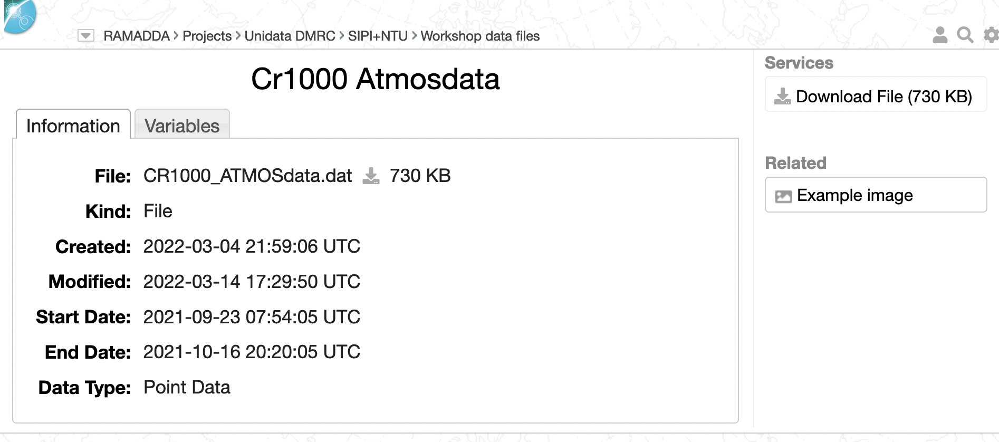 RAMADDA > Projects > Unidata DMRC > SIPI+NTU > Workshop data files
Cr1000 Atmosdata
Information
Variables
File: CR1000_ATMOSdata.dat 730 KB
Kind: File
Created: 2022-03-04 21:59:06 UTC
Modified: 2022-03-14 17:29:50 UTC
Start Date: 2021-09-23 07:54:05 UTC
End Date: 2021-10-16 20:20:05 UTC
Data Type: Point Data
Services
Download File (730 KB)
Related
Example image